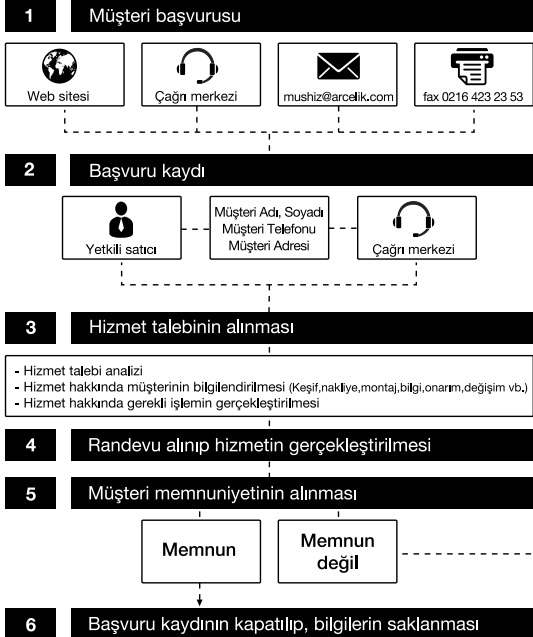 1 Müşteri başvurusu
Web sitesi
Çağrı merkezi
mushiz@arcelik.com
fax 0216 423 23 53
2 Başvuru kaydı
Yetkili satıcı
Müşteri Adı, Soyadı
Müşteri Telefonu
Müşteri Adresi
Çağrı merkezi
3 Hizmet talebinin alınması
- Hizmet talebi analizi
- Hizmet hakkında müşterinin bilgilendirilmesi (Keşif,nakliye,montaj,bilgi,onarım,değişim vb.)
- Hizmet hakkında gerekli işlemin gerçekleştirilmesi
4 Randevu alınıp hizmetin gerçekleştirilmesi
5 Müşteri memnuniyetinin alınması
Memnun
Memnun
değil
6 Başvuru kaydının kapatılıp, bilgilerin saklanması